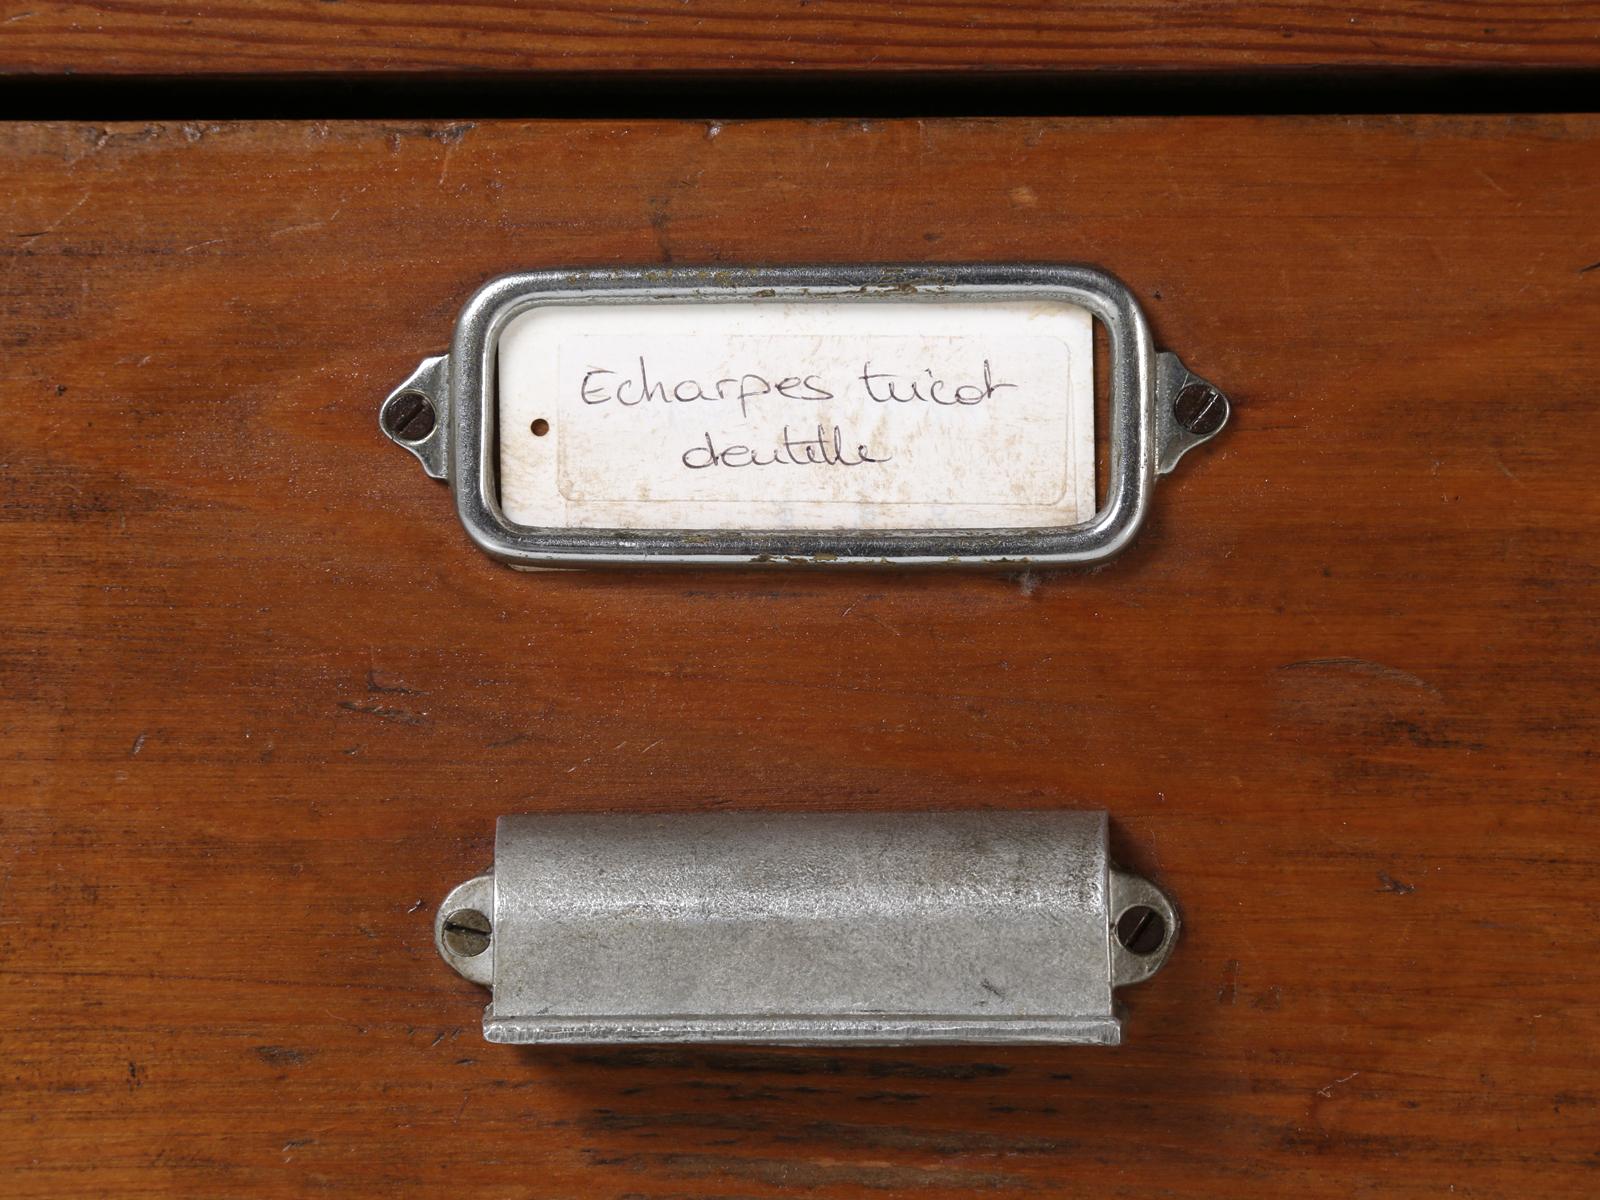 Echarpes tricot
dentelle